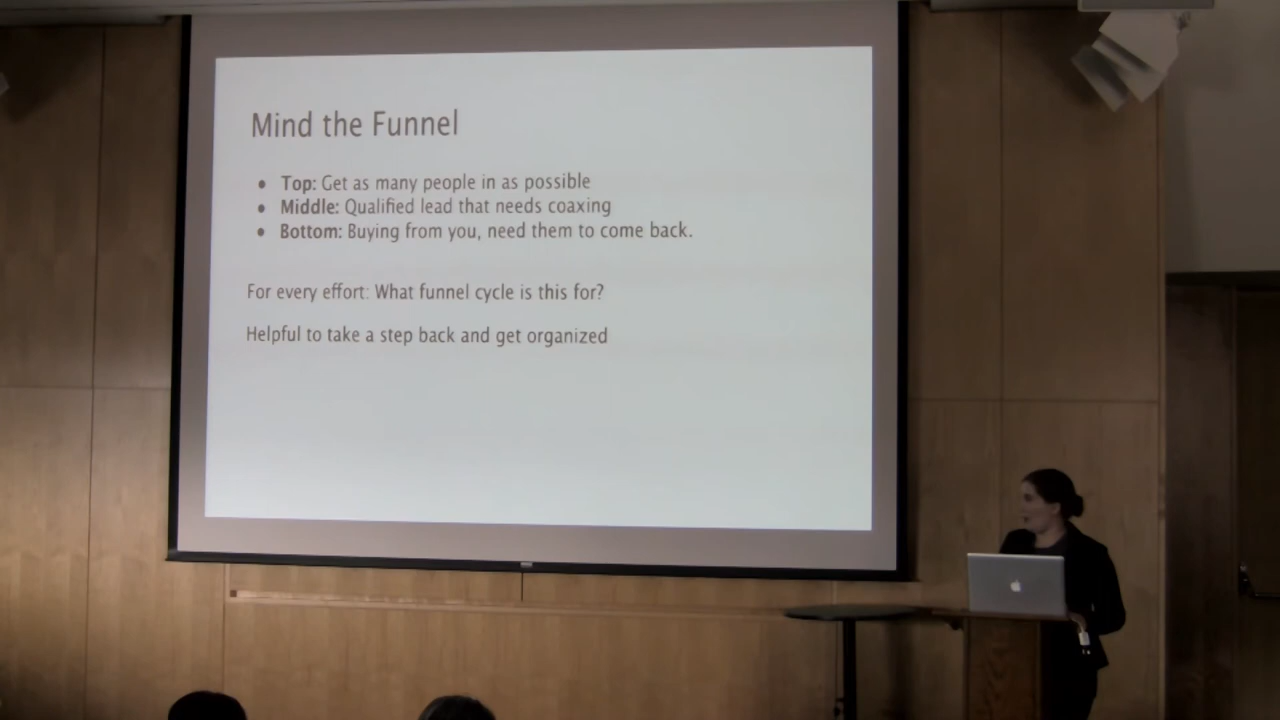 Mind the Funnel
● Top: Get as many people in as possible
● Middle: Qualified lead that needs coaxing
● Bottom: Buying from you, need them to come back.
For every effort: What funnel cycle is this for?
Helpful to take a step back and get organized